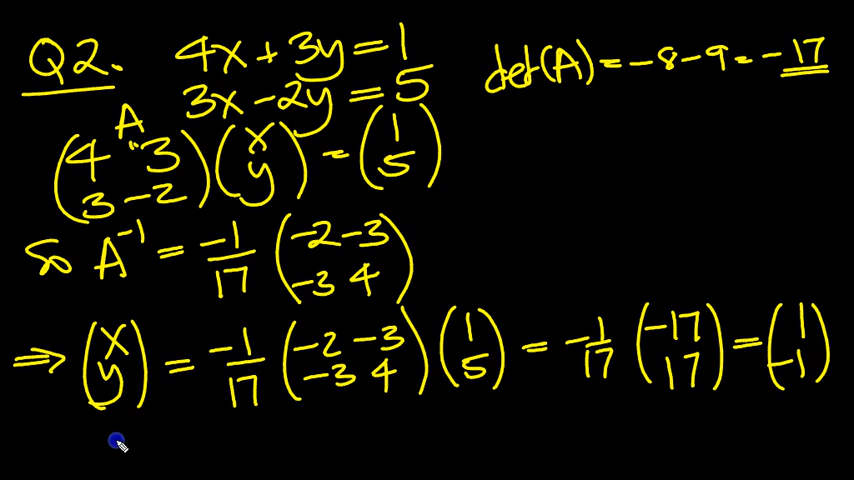 Q2. 4x + 3y = 1 det(A) = -8 - 9 = -17
3x - 2y = 5
A
(4 3) (x) = (1)
(3 -2) (y) (5)
So A⁻¹ = -1/17 (-2 -3)
(-3 4)
⇒ (x) = -1/17 (-2 -3) (1) = -1/17 (-17) = (1)
(y) (-3 4) (5) (17) (-1)